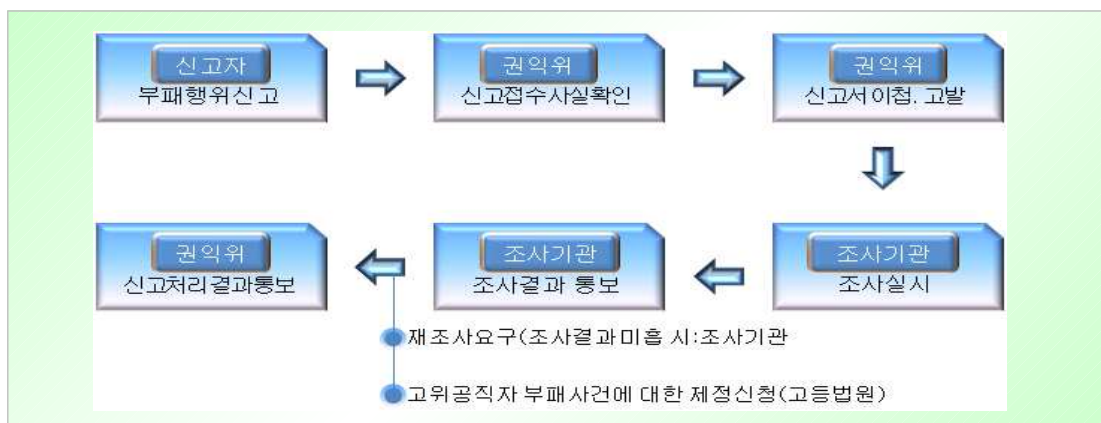 신고자
부패행위신고
권익위
신고접수사실확인
권익위
신고서이첩. 고발
조사기관
조사실시
조사기관
조사결과 통보
권익위
신고처리결과통보
재조사요구(조사결과미흡 시:조사기관
고위공직자 부패사건에 대한 제정신청(고등법원)